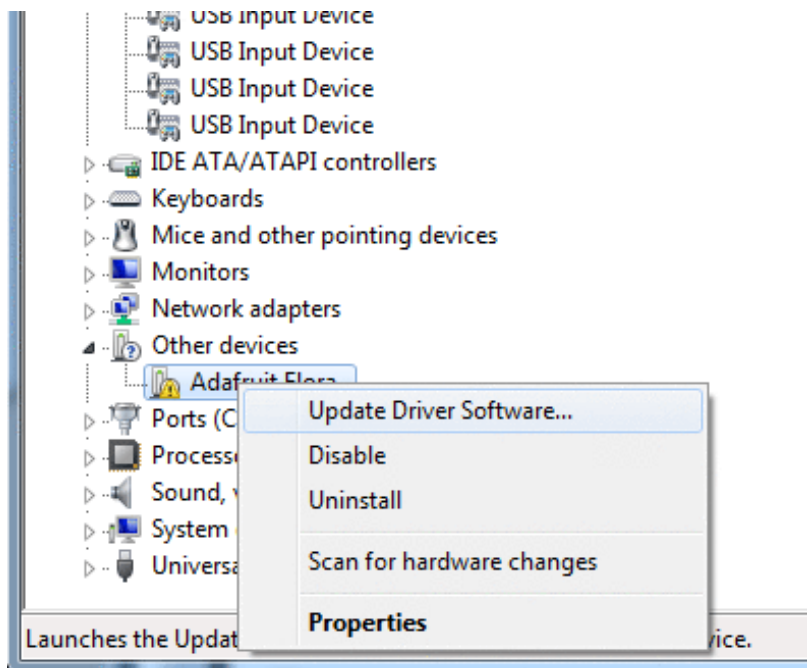 USB Input Device
USB Input Device
USB Input Device
USB Input Device
IDE ATA/ATAPI controllers
Keyboards
Mice and other pointing devices
Monitors
Network adapters
Other devices
Adafruit Flora
Update Driver Software...
Ports (C
Disable
Process
Uninstall
Sound,
System
Scan for hardware changes
Universa
Properties
Launches the Updat
vice.